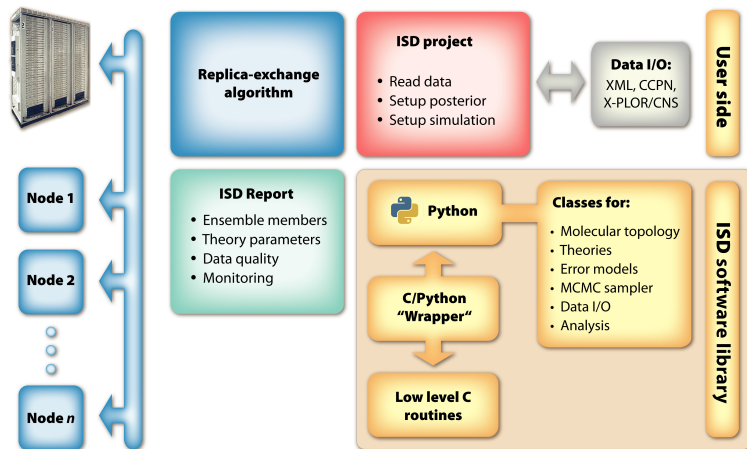 Replica-exchange
algorithm
ISD project
• Read data
• Setup posterior
• Setup simulation
Data I/O:
XML, CCPN,
X-PLOR/CNS
User side
Node 1
Node 2
Node n
ISD Report
• Ensemble members
• Theory parameters
• Data quality
• Monitoring
Python
C/Python
“Wrapper“
Low level C
routines
Classes for:
• Molecular topology
• Theories
• Error models
• MCMC sampler
• Data I/O
• Analysis
ISD software library